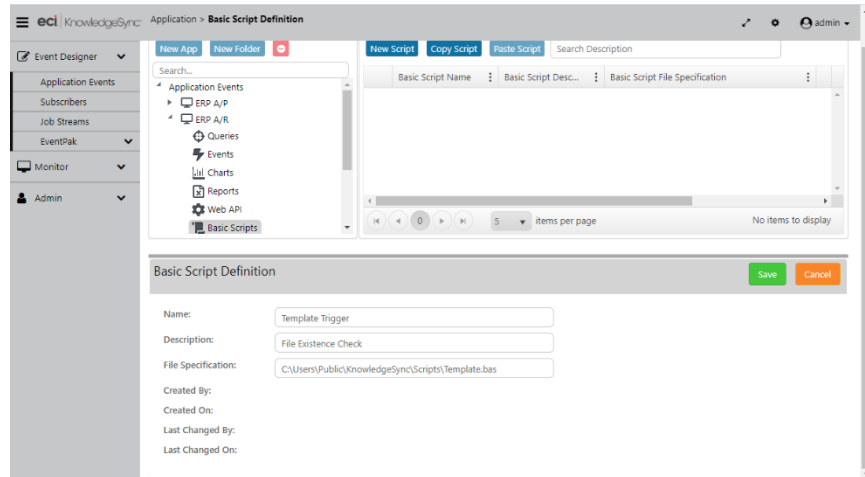 eci KnowledgeSync Application > Basic Script Definition admin
Event Designer
Application Events
Subscribers
Job Streams
EventPak
Monitor
Admin
New App New Folder
Search...
Application Events
ERP A/P
ERP A/R
Queries
Events
Charts
Reports
Web API
Basic Scripts
New Script Copy Script Paste Script Search Description
Basic Script Name Basic Script Desc... Basic Script File Specification
0 5 items per page No items to display
Basic Script Definition Save Cancel
Name: Template Trigger
Description: File Existence Check
File Specification: C:\Users\Public\KnowledgeSync\Scripts\Template.bas
Created By:
Created On:
Last Changed By:
Last Changed On: